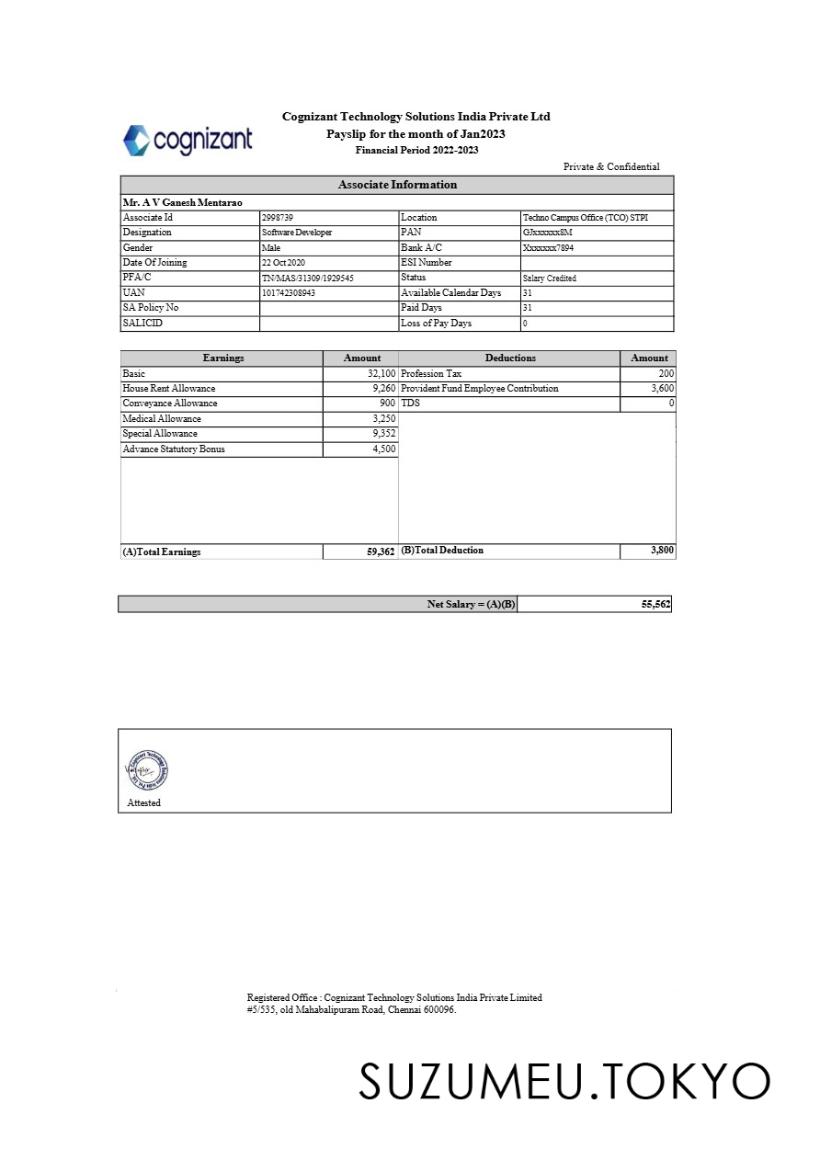 cognizant
Cognizant Technology Solutions India Private Ltd
Payslip for the month of Jan2023
Financial Period 2022-2023
Private & Confidential
Associate Information
Mr. A V Ganesh Mentarao
Associate Id 2998739 Location Techno Campus Office (TCO) STPI
Designation Software Developer PAN GJxxxxxx8M
Gender Male Bank A/C Xxxxxxx7894
Date Of Joining 22 Oct 2020 ESI Number
PFA/C TN/MAS/31309/1929545 Status Salary Credited
UAN 101742308943 Available Calendar Days 31
SA Policy No Paid Days 31
SALICID Loss of Pay Days 0
Earnings Amount Deductions Amount
Basic 32,100 Profession Tax 200
House Rent Allowance 9,260 Provident Fund Employee Contribution 3,600
Conveyance Allowance 900 TDS 0
Medical Allowance 3,250
Special Allowance 9,352
Advance Statutory Bonus 4,500
(A)Total Earnings 59,362 (B)Total Deduction 3,800
Net Salary = (A)(B) 55,562
Attested
Registered Office : Cognizant Technology Solutions India Private Limited
#5/535, old Mahabalipuram Road, Chennai 600096.
SUZUMEU.TOKYO